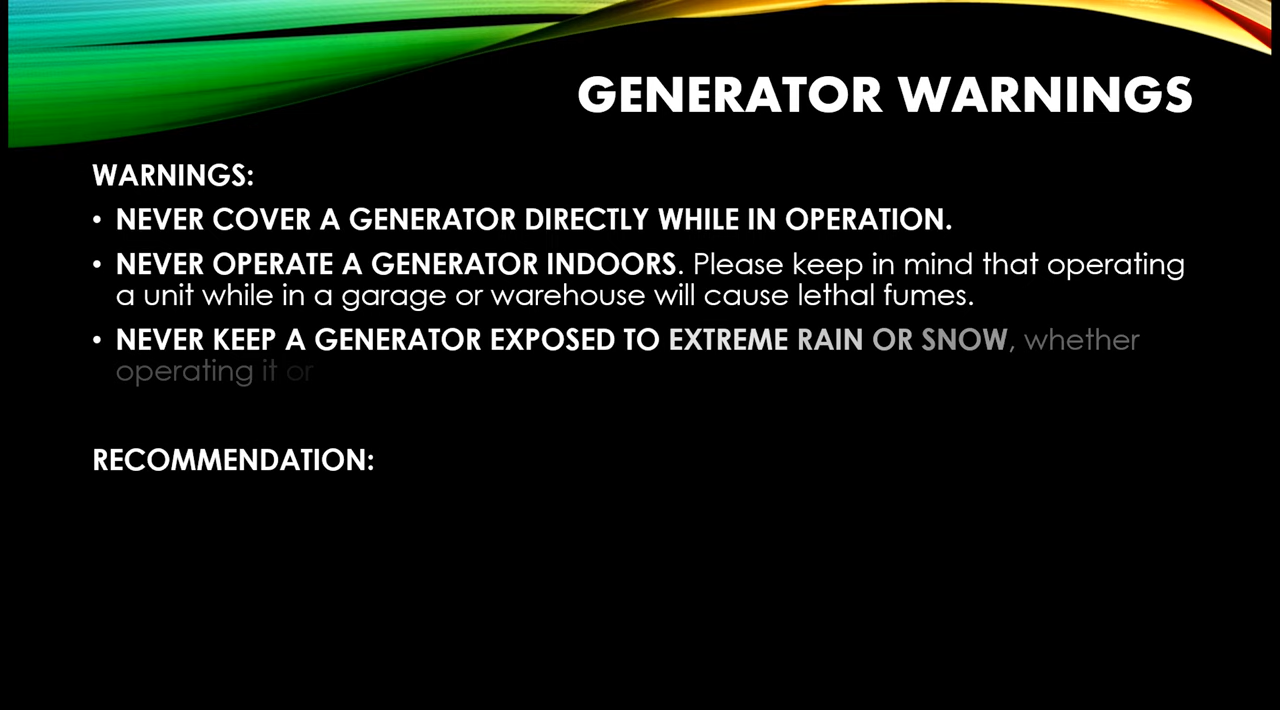 GENERATOR WARNINGS
WARNINGS:
• NEVER COVER A GENERATOR DIRECTLY WHILE IN OPERATION.
• NEVER OPERATE A GENERATOR INDOORS. Please keep in mind that operating
a unit while in a garage or warehouse will cause lethal fumes.
• NEVER KEEP A GENERATOR EXPOSED TO EXTREME RAIN OR SNOW, whether
operating it or
RECOMMENDATION: